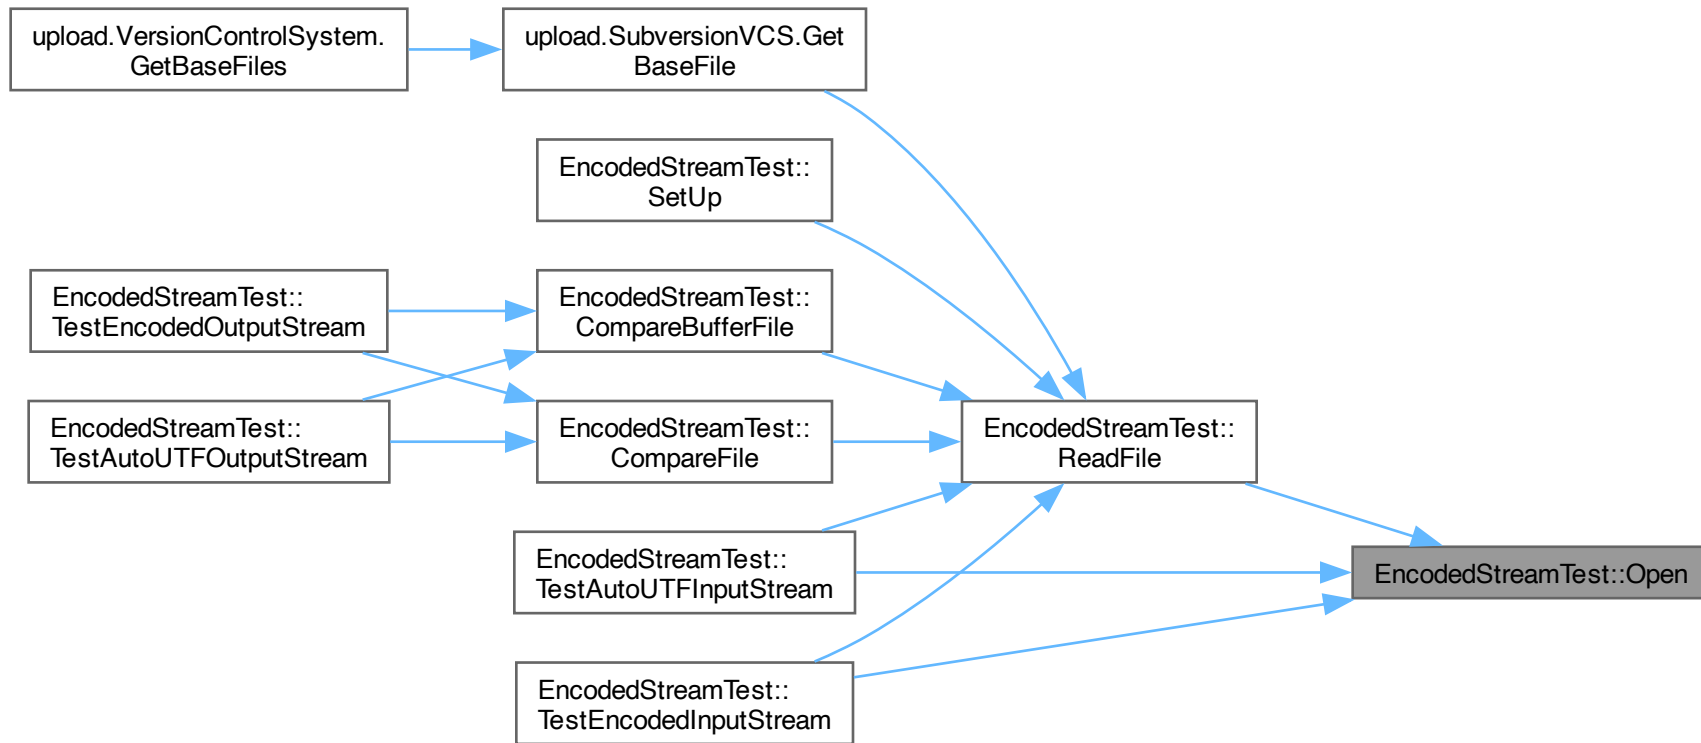 upload.VersionControlSystem.
GetBaseFiles
upload.SubversionVCS.Get
BaseFile
EncodedStreamTest::
SetUp
EncodedStreamTest::
TestEncodedOutputStream
EncodedStreamTest::
CompareBufferFile
EncodedStreamTest::
TestAutoUTFOutputStream
EncodedStreamTest::
CompareFile
EncodedStreamTest::
ReadFile
EncodedStreamTest::
TestAutoUTFInputStream
EncodedStreamTest::Open
EncodedStreamTest::
TestEncodedInputStream